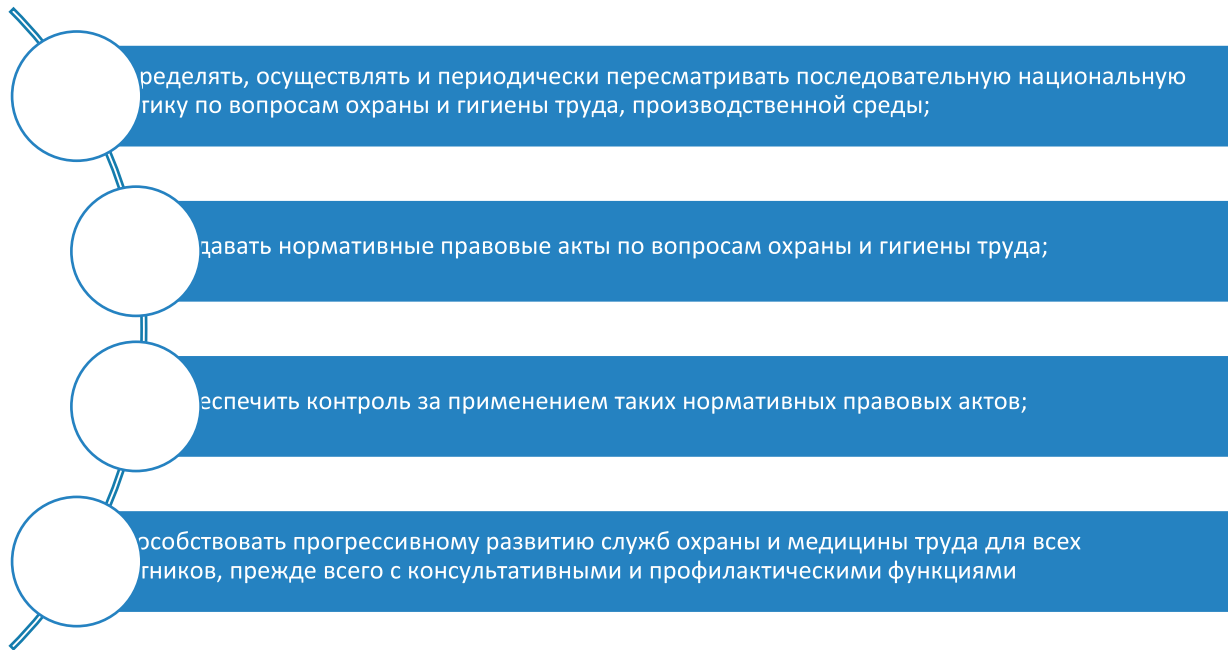 ределять, осуществлять и периодически пересматривать последовательную национальную
тику по вопросам охраны и гигиены труда, производственной среды;
давать нормативные правовые акты по вопросам охраны и гигиены труда;
еспечить контроль за применением таких нормативных правовых актов;
особствовать прогрессивному развитию служб охраны и медицины труда для всех
тников, прежде всего с консультативными и профилактическими функциями